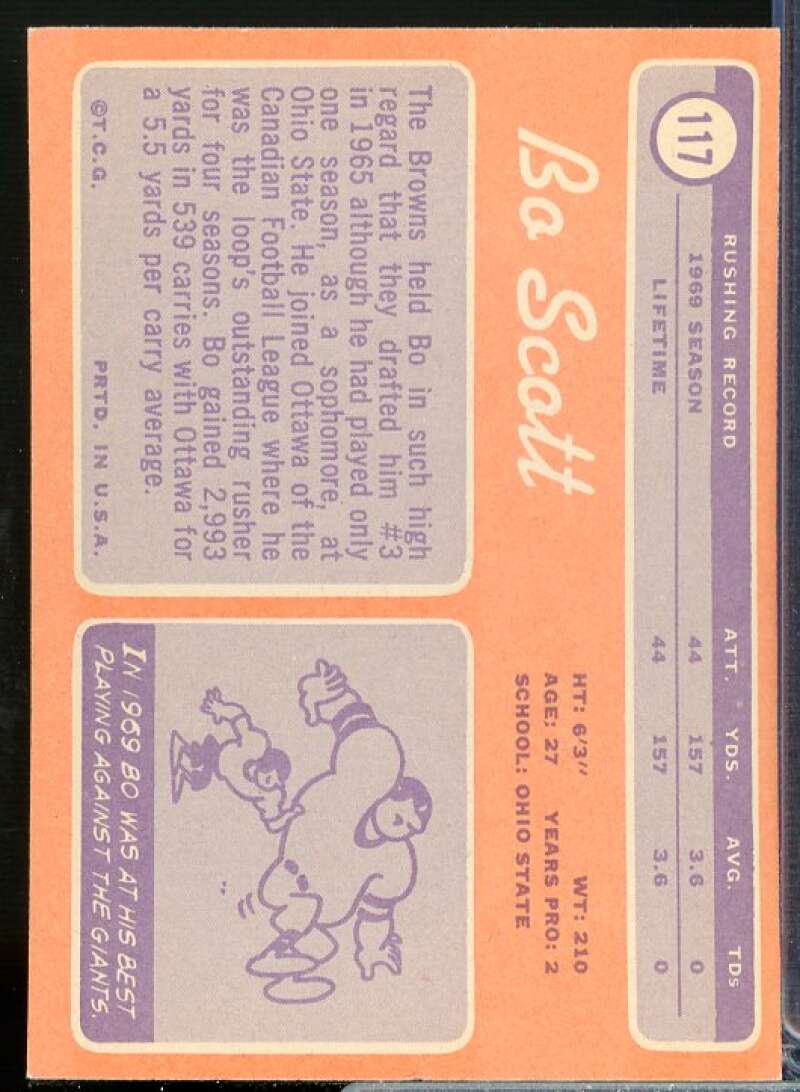 117
RUSHING RECORD ATT. YDS. AVG. TDS
1969 SEASON 44 157 3.6 0
LIFETIME 44 157 3.6 0
Bo Scott
HT: 6'3" WT: 210
AGE: 27 YEARS PRO: 2
SCHOOL: OHIO STATE
The Browns held Bo in such high
regard that they drafted him #3
in 1965 although he had played only
one season, as a sophomore, at
Ohio State. He joined Ottawa of the
Canadian Football League where he
was the loop's outstanding rusher
for four seasons. Bo gained 2,993
yards in 539 carries with Ottawa for
a 5.5 yards per carry average.
©T.C.G. PRTD. IN U.S.A.
IN 1969 BO WAS AT HIS BEST
PLAYING AGAINST THE GIANTS.